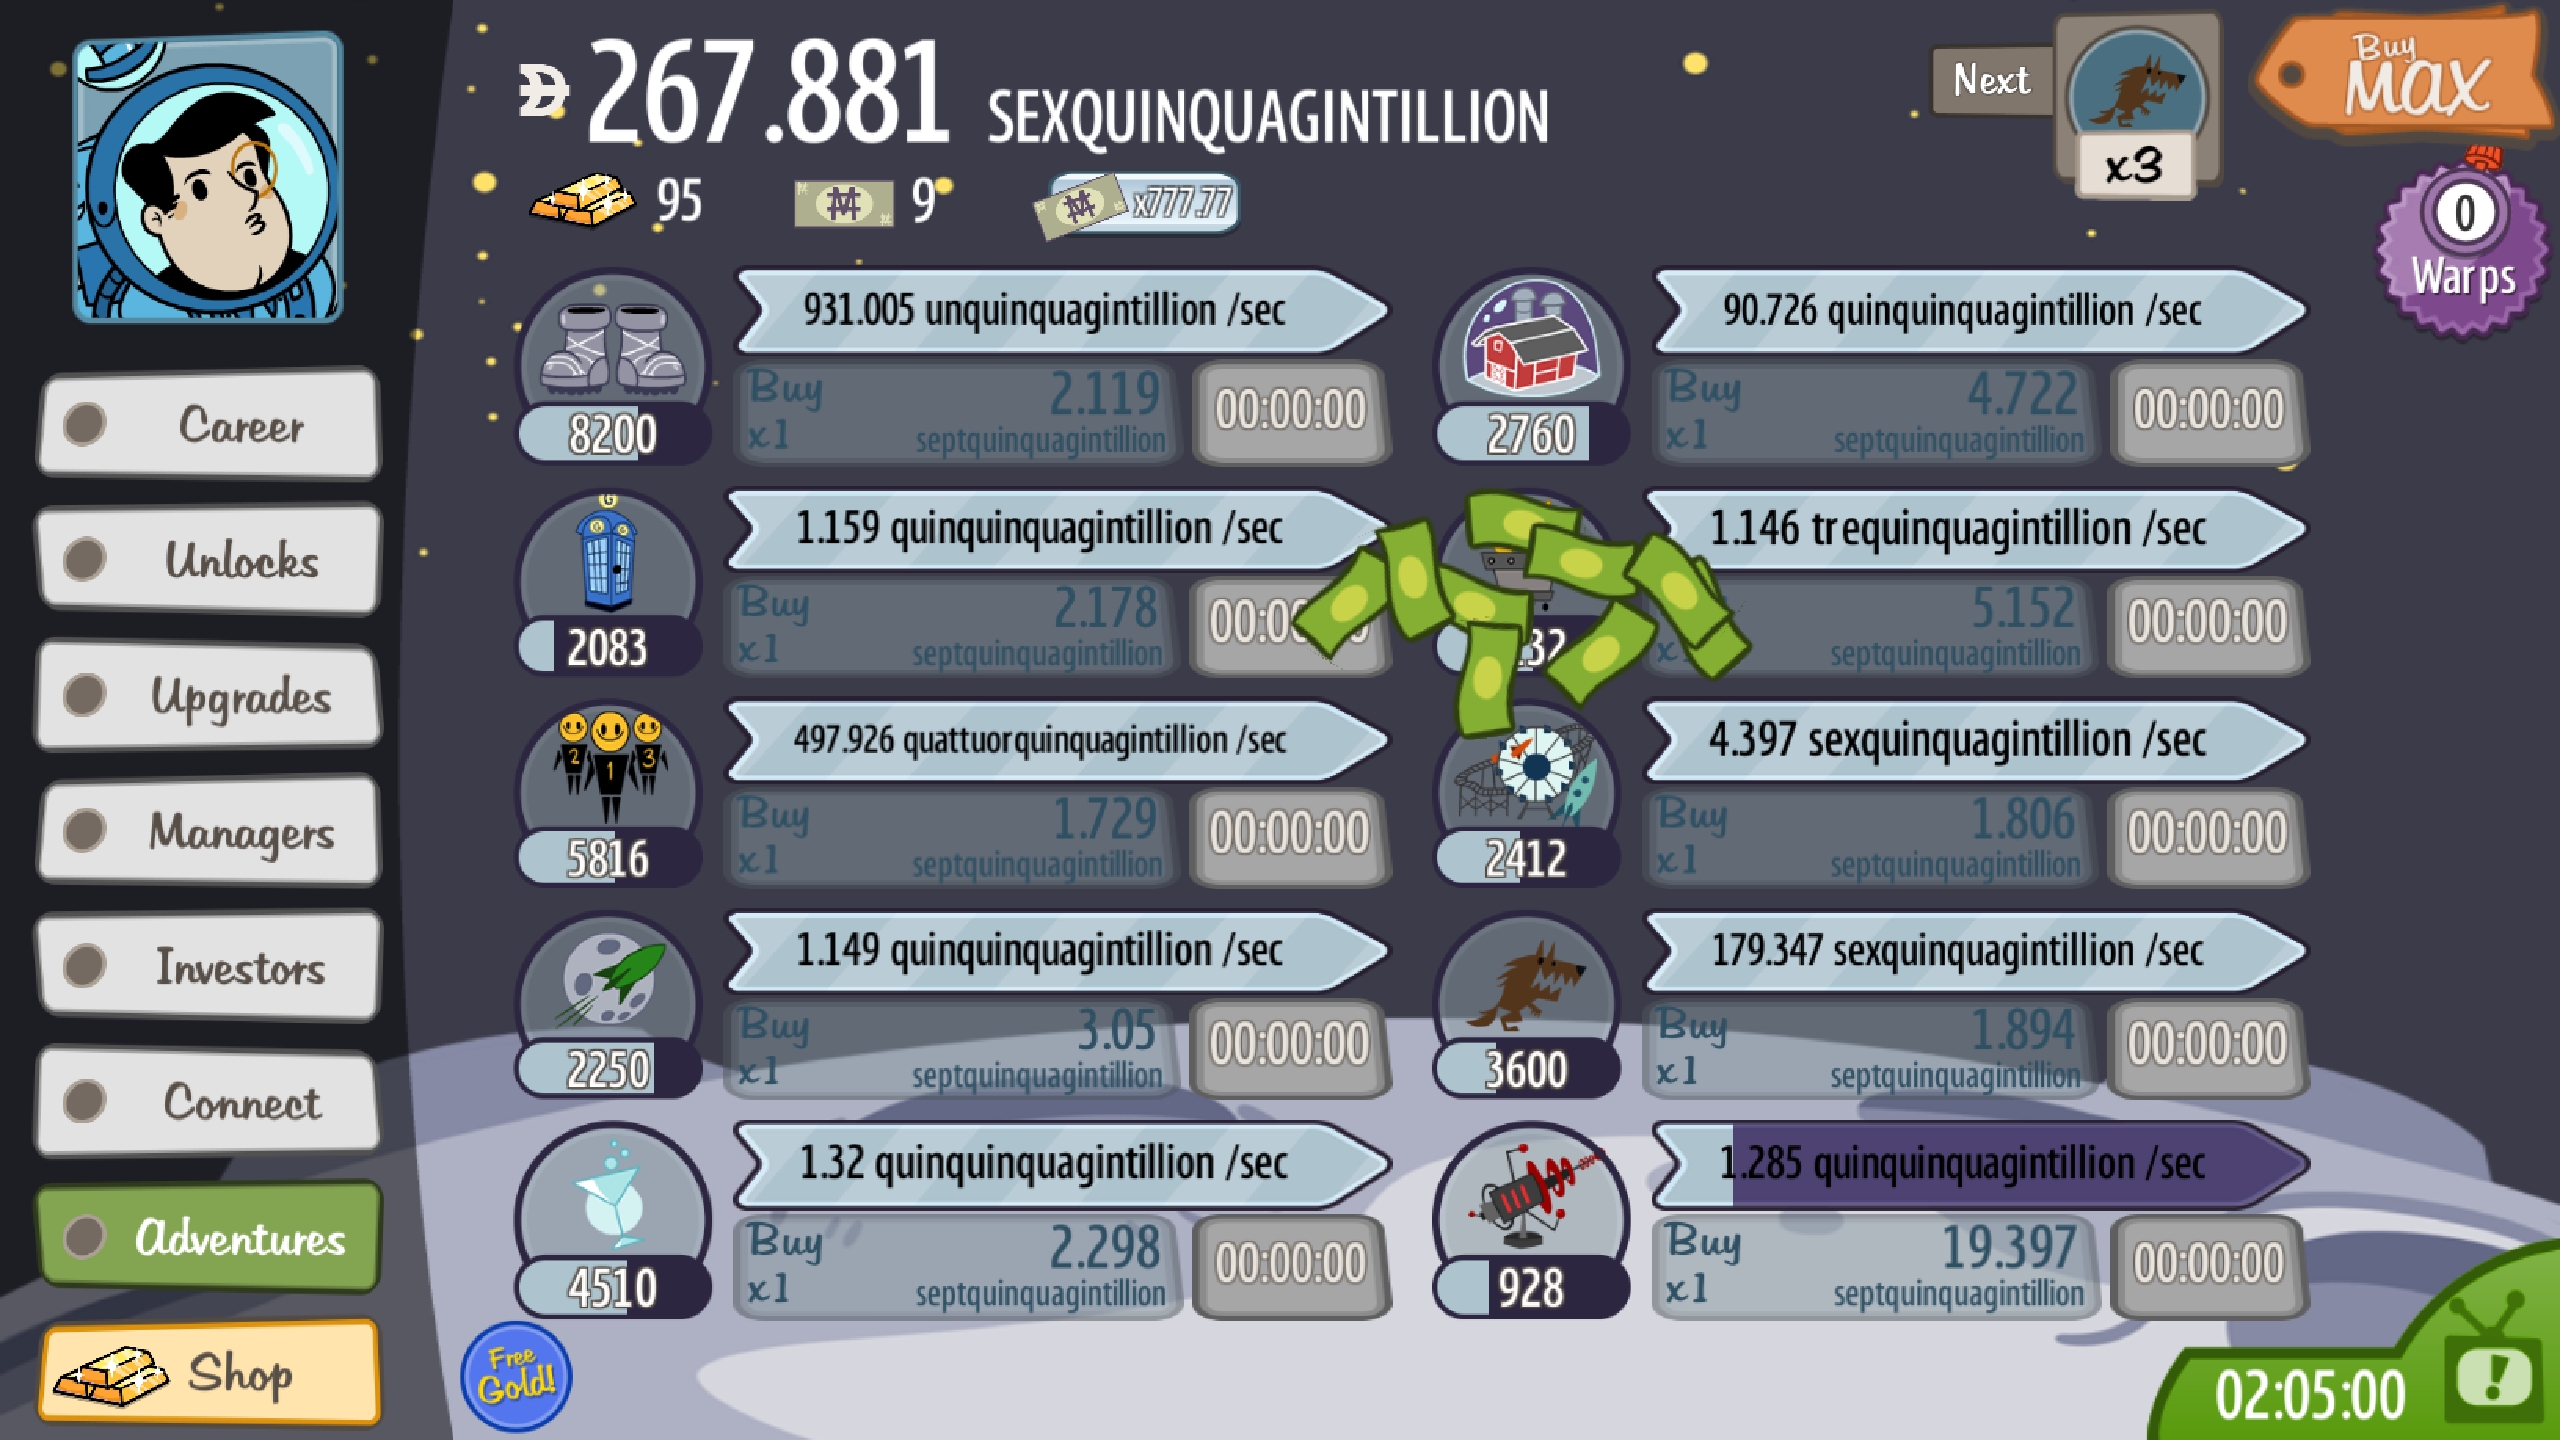 267.881 SEXQUINQUAGINTILLION
Next
x3
Buy
MAX
95
9
x777.77
0
Warps
Career
Unlocks
Upgrades
Managers
Investors
Connect
Adventures
Shop
931.005 unquinquagintillion /sec
Buy
x1
2.119
septquinquagintillion
00:00:00
8200
90.726 quinquinquagintillion /sec
Buy
x1
4.722
septquinquagintillion
00:00:00
2760
1.159 quinquinquagintillion /sec
Buy
x1
2.178
septquinquagintillion
2083
1.146 trequinquagintillion /sec
5.152
septquinquagintillion
00:00:00
2
1
3
497.926 quattuorquinquagintillion /sec
Buy
x1
1.729
septquinquagintillion
00:00:00
5816
4.397 sexquinquagintillion /sec
Buy
x1
1.806
septquinquagintillion
00:00:00
2412
1.149 quinquinquagintillion /sec
Buy
x1
3.05
septquinquagintillion
00:00:00
2250
179.347 sexquinquagintillion /sec
Buy
x1
1.894
septquinquagintillion
00:00:00
3600
1.32 quinquinquagintillion /sec
Buy
x1
2.298
septquinquagintillion
00:00:00
4510
1.285 quinquinquagintillion /sec
Buy
x1
19.397
septquinquagintillion
00:00:00
928
Free
Gold!
02:05:00
!